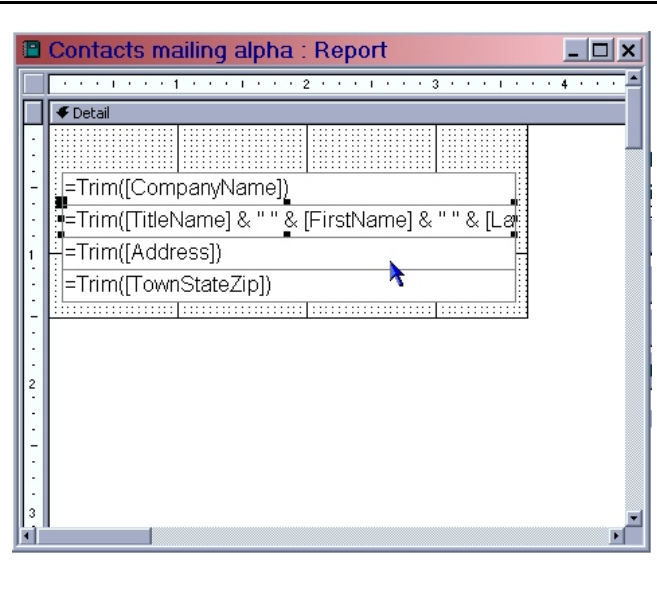 Contacts mailing alpha : Report
1 2 3 4
Detail
=Trim([CompanyName])
=Trim([TitleName] & " " & [FirstName] & " " & [La
=Trim([Address])
=Trim([TownStateZip])
1
2
3